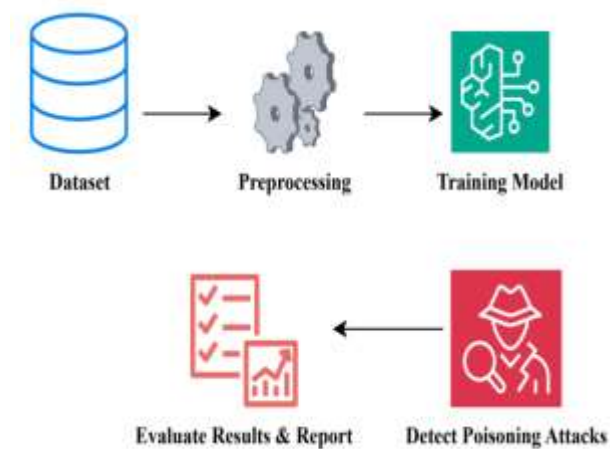 Dataset
Preprocessing
Training Model
Evaluate Results & Report
Detect Poisoning Attacks